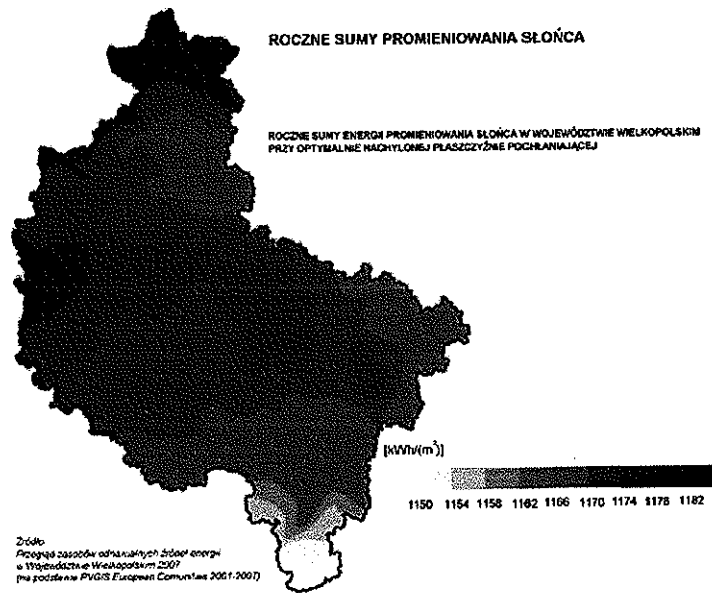 ROCZNE SUMY PROMIENIOWANIA SŁOŃCA
ROCZNE SUMY ENERGII PROMIENIOWANIA SŁOŃCA W WOJEWÓDZTWIE WIELKOPOLSKIM
PRZY OPTYMALNIE NACHYLONEJ PŁASZCZYŹNIE POCHŁANIAJĄCEJ
[kWh/(m²)]
1150 1154 1158 1162 1166 1170 1174 1178 1182
Źródło
Przegląd zasobów odnawialnych źródeł energii
w Województwie Wielkopolskim 2007
(na podstawie PVGIS European Comunities 2001-2007)